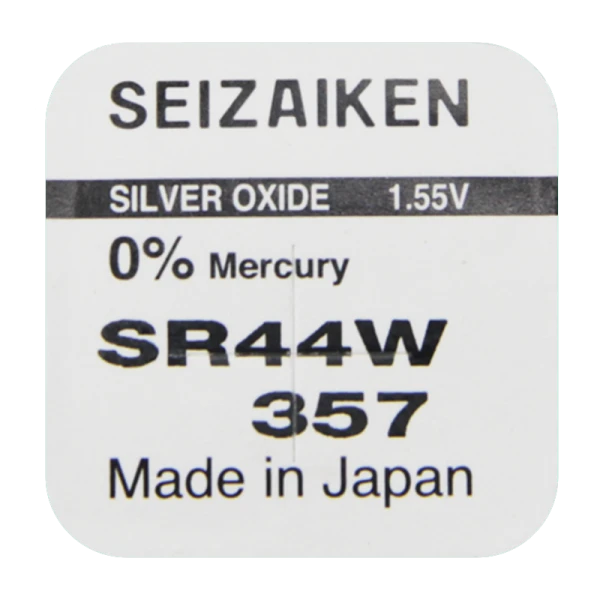 SEIZAIKEN
SILVER OXIDE 1.55V
0% Mercury
SR44W
357
Made in Japan